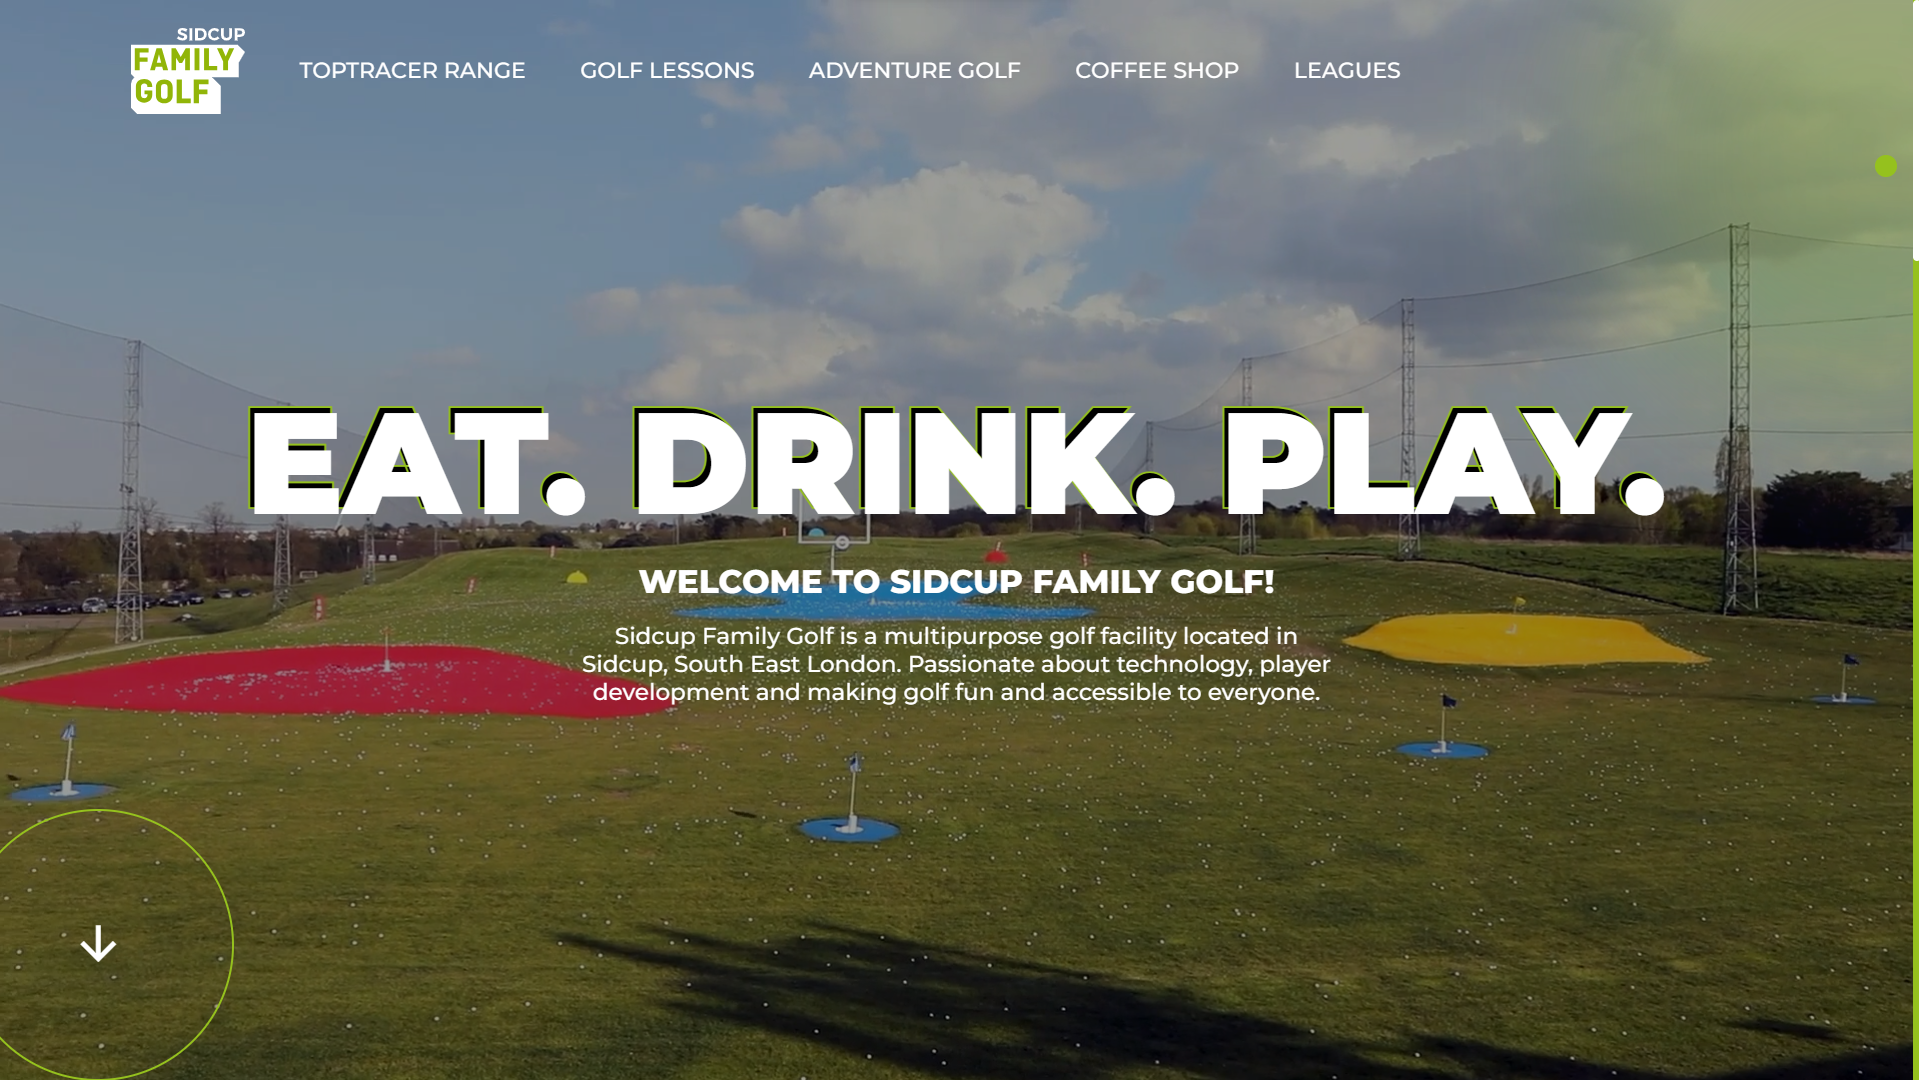 SIDCUP
FAMILY
GOLF
TOPTRACER RANGE
GOLF LESSONS
ADVENTURE GOLF
COFFEE SHOP
LEAGUES
EAT. DRINK. PLAY.
WELCOME TO SIDCUP FAMILY GOLF!
Sidcup Family Golf is a multipurpose golf facility located in
Sidcup, South East London. Passionate about technology, player
development and making golf fun and accessible to everyone.